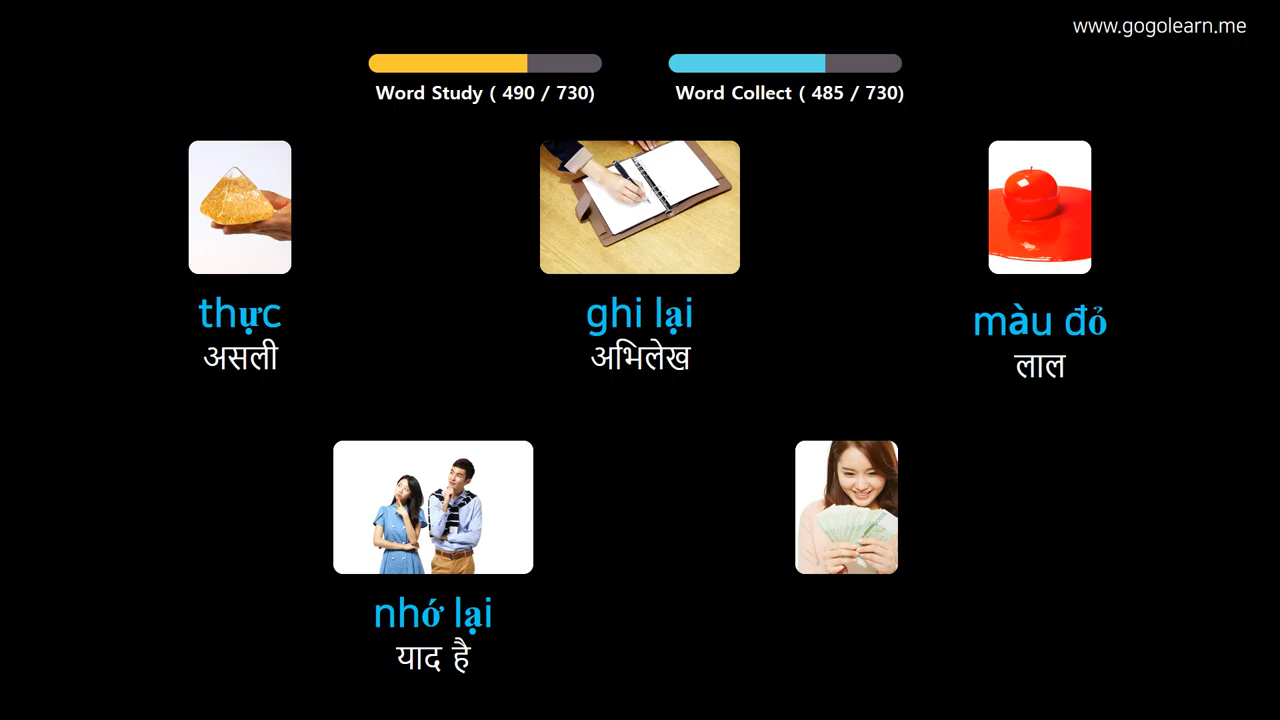 www.gogolearn.me
Word Study ( 490 / 730)
Word Collect ( 485 / 730)
thực
असली
ghi lại
अभिलेख
màu đỏ
लाल
nhớ lại
याद है